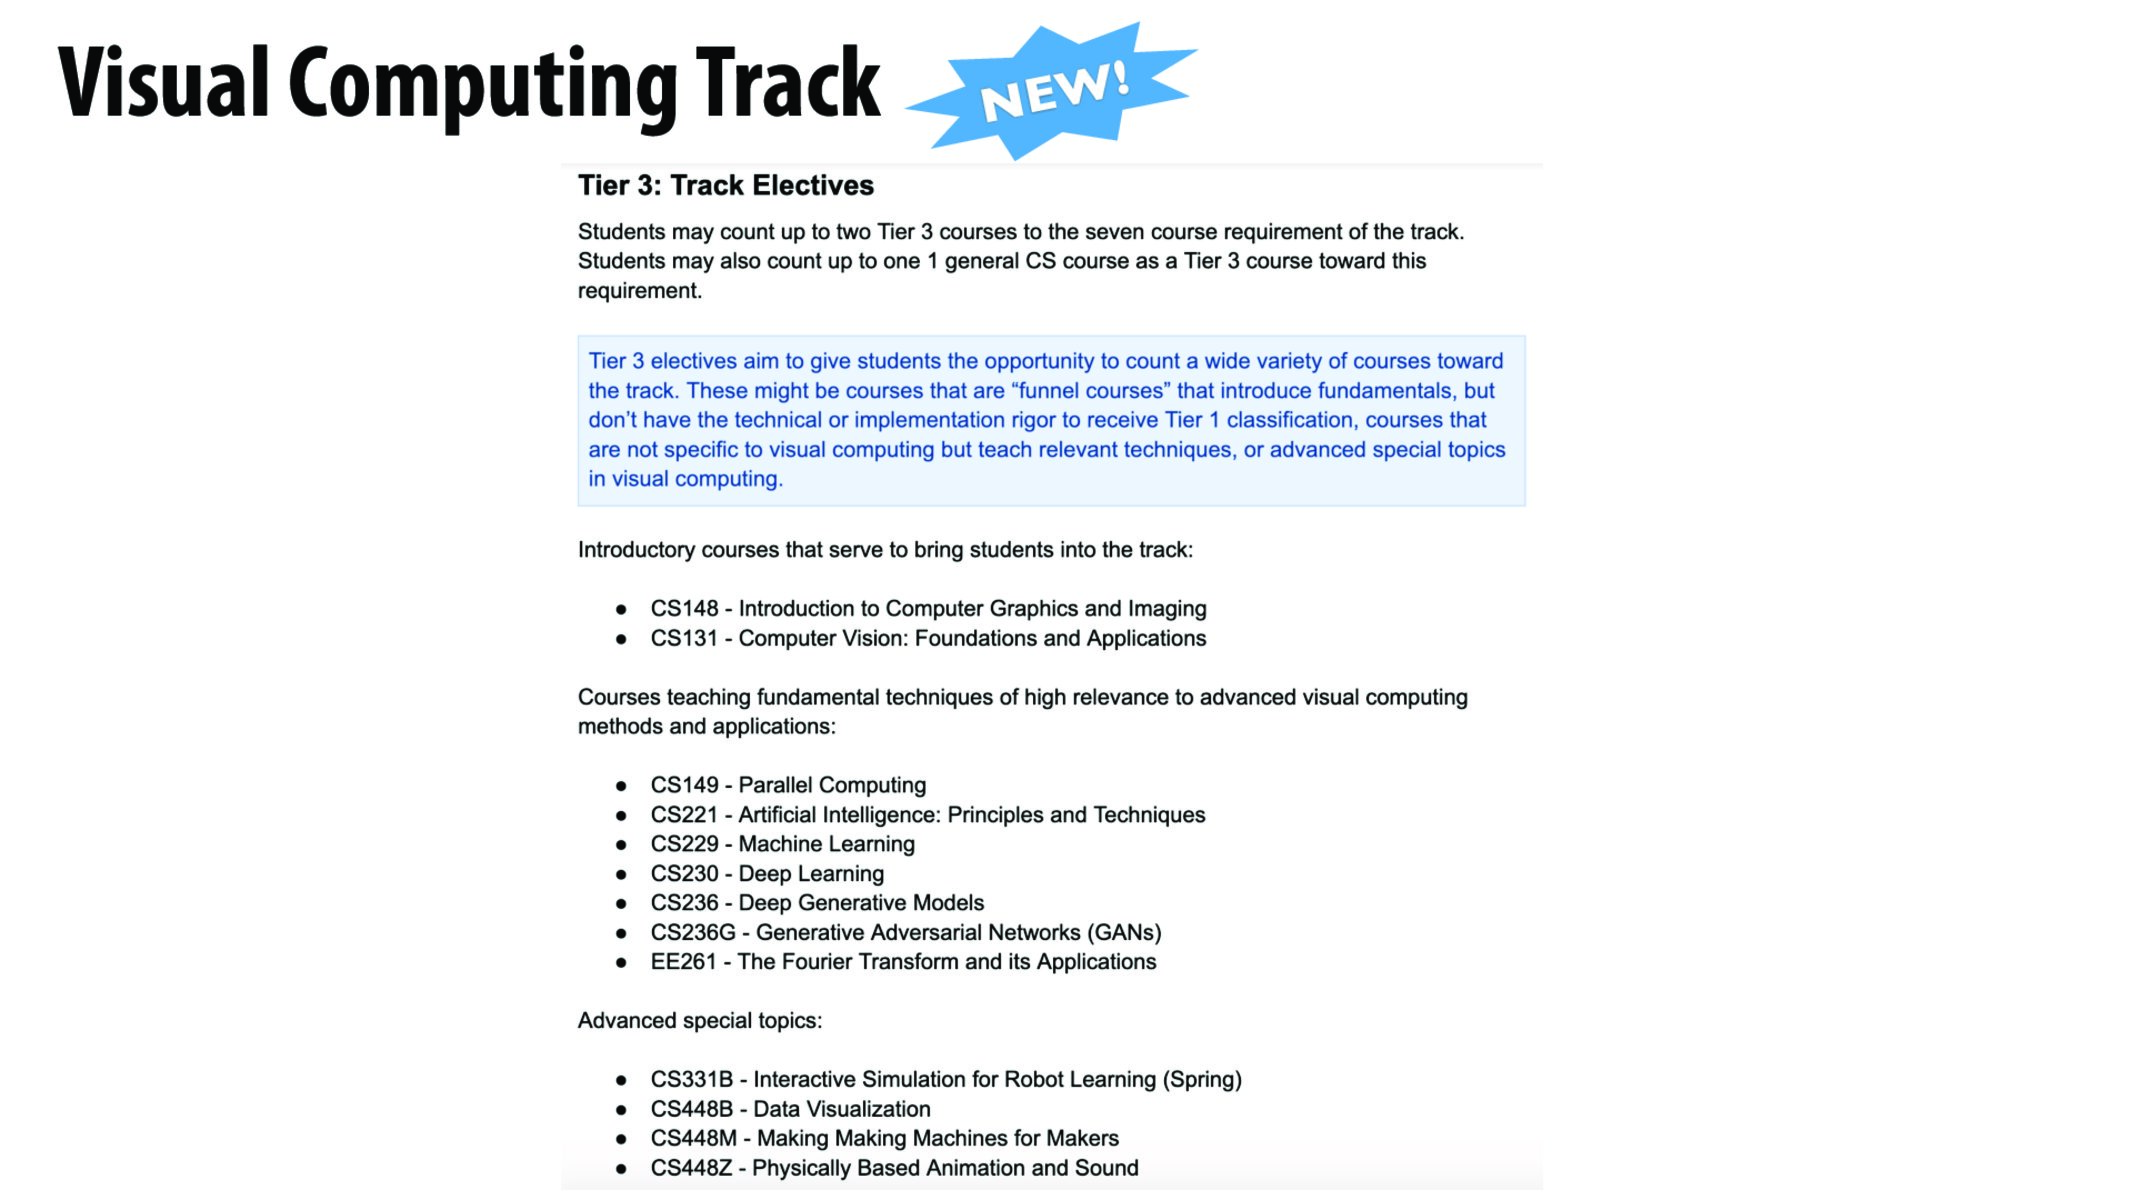 Visual Computing Track
NEW!
Tier 3: Track Electives
Students may count up to two Tier 3 courses to the seven course requirement of the track.
Students may also count up to one 1 general CS course as a Tier 3 course toward this
requirement.
Tier 3 electives aim to give students the opportunity to count a wide variety of courses toward
the track. These might be courses that are “funnel courses” that introduce fundamentals, but
don’t have the technical or implementation rigor to receive Tier 1 classification, courses that
are not specific to visual computing but teach relevant techniques, or advanced special topics
in visual computing.
Introductory courses that serve to bring students into the track:
● CS148 - Introduction to Computer Graphics and Imaging
● CS131 - Computer Vision: Foundations and Applications
Courses teaching fundamental techniques of high relevance to advanced visual computing
methods and applications:
● CS149 - Parallel Computing
● CS221 - Artificial Intelligence: Principles and Techniques
● CS229 - Machine Learning
● CS230 - Deep Learning
● CS236 - Deep Generative Models
● CS236G - Generative Adversarial Networks (GANs)
● EE261 - The Fourier Transform and its Applications
Advanced special topics:
● CS331B - Interactive Simulation for Robot Learning (Spring)
● CS448B - Data Visualization
● CS448M - Making Making Machines for Makers
● CS448Z - Physically Based Animation and Sound